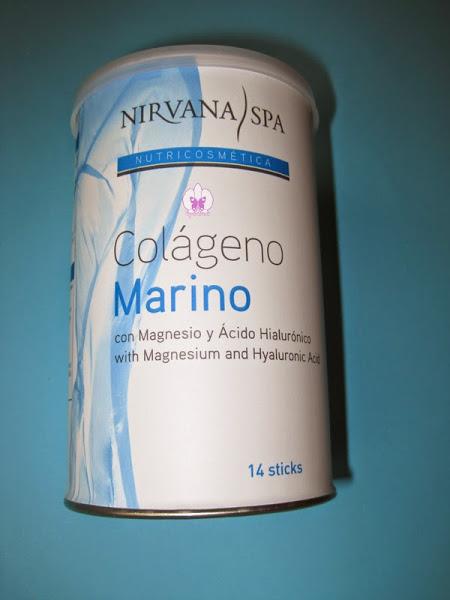 NIRVANA SPA
NUTRICOSMÉTICA
Colágeno
Marino
con Magnesio y Ácido Hialurónico
with Magnesium and Hyaluronic Acid
14 sticks